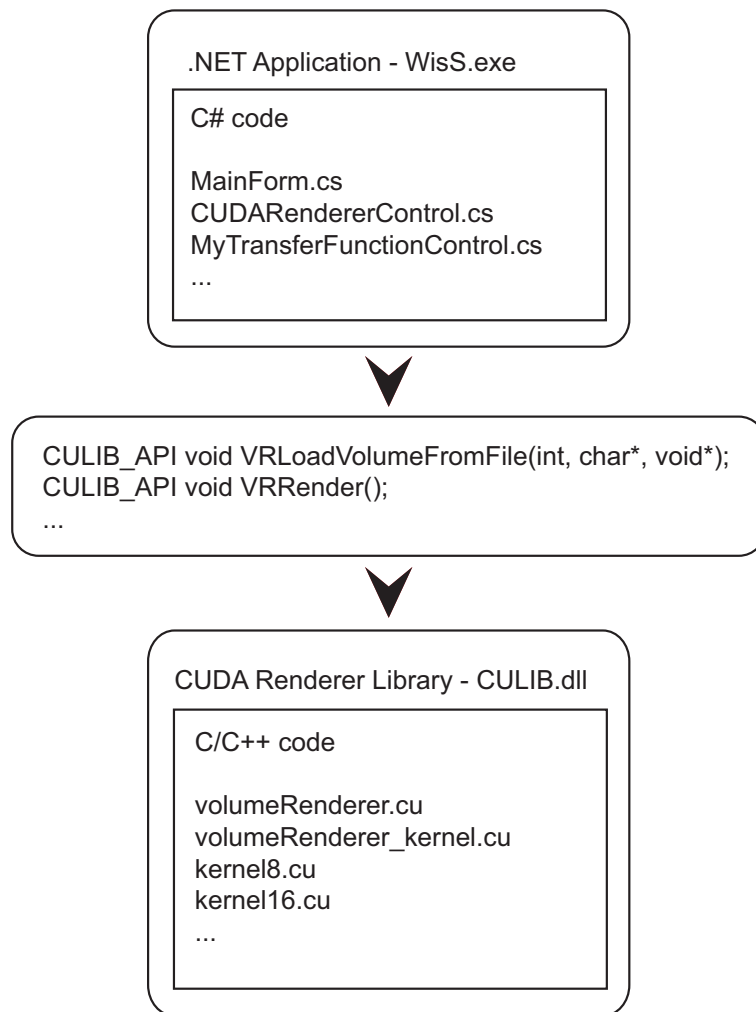 .NET Application - WisS.exe
C# code
MainForm.cs
CUDARendererControl.cs
MyTransferFunctionControl.cs
...
CULIB_API void VRLoadVolumeFromFile(int, char*, void*);
CULIB_API void VRRender();
...
CUDA Renderer Library - CULIB.dll
C/C++ code
volumeRenderer.cu
volumeRenderer_kernel.cu
kernel8.cu
kernel16.cu
...